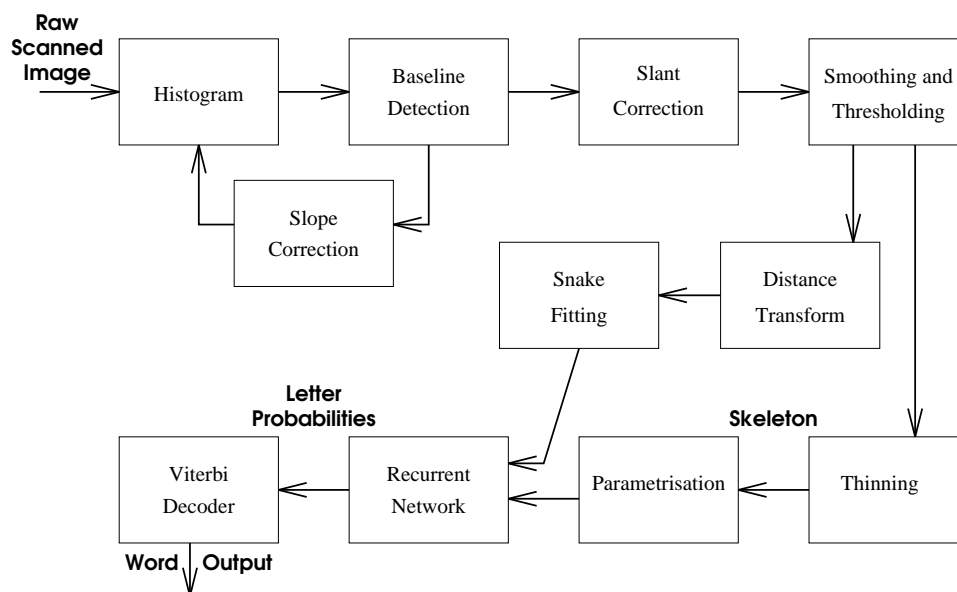 Raw
Scanned
Image
Histogram
Baseline
Detection
Slant
Correction
Smoothing and
Thresholding
Slope
Correction
Snake
Fitting
Distance
Transform
Letter
Probabilities
Skeleton
Viterbi
Decoder
Recurrent
Network
Parametrisation
Thinning
Word Output